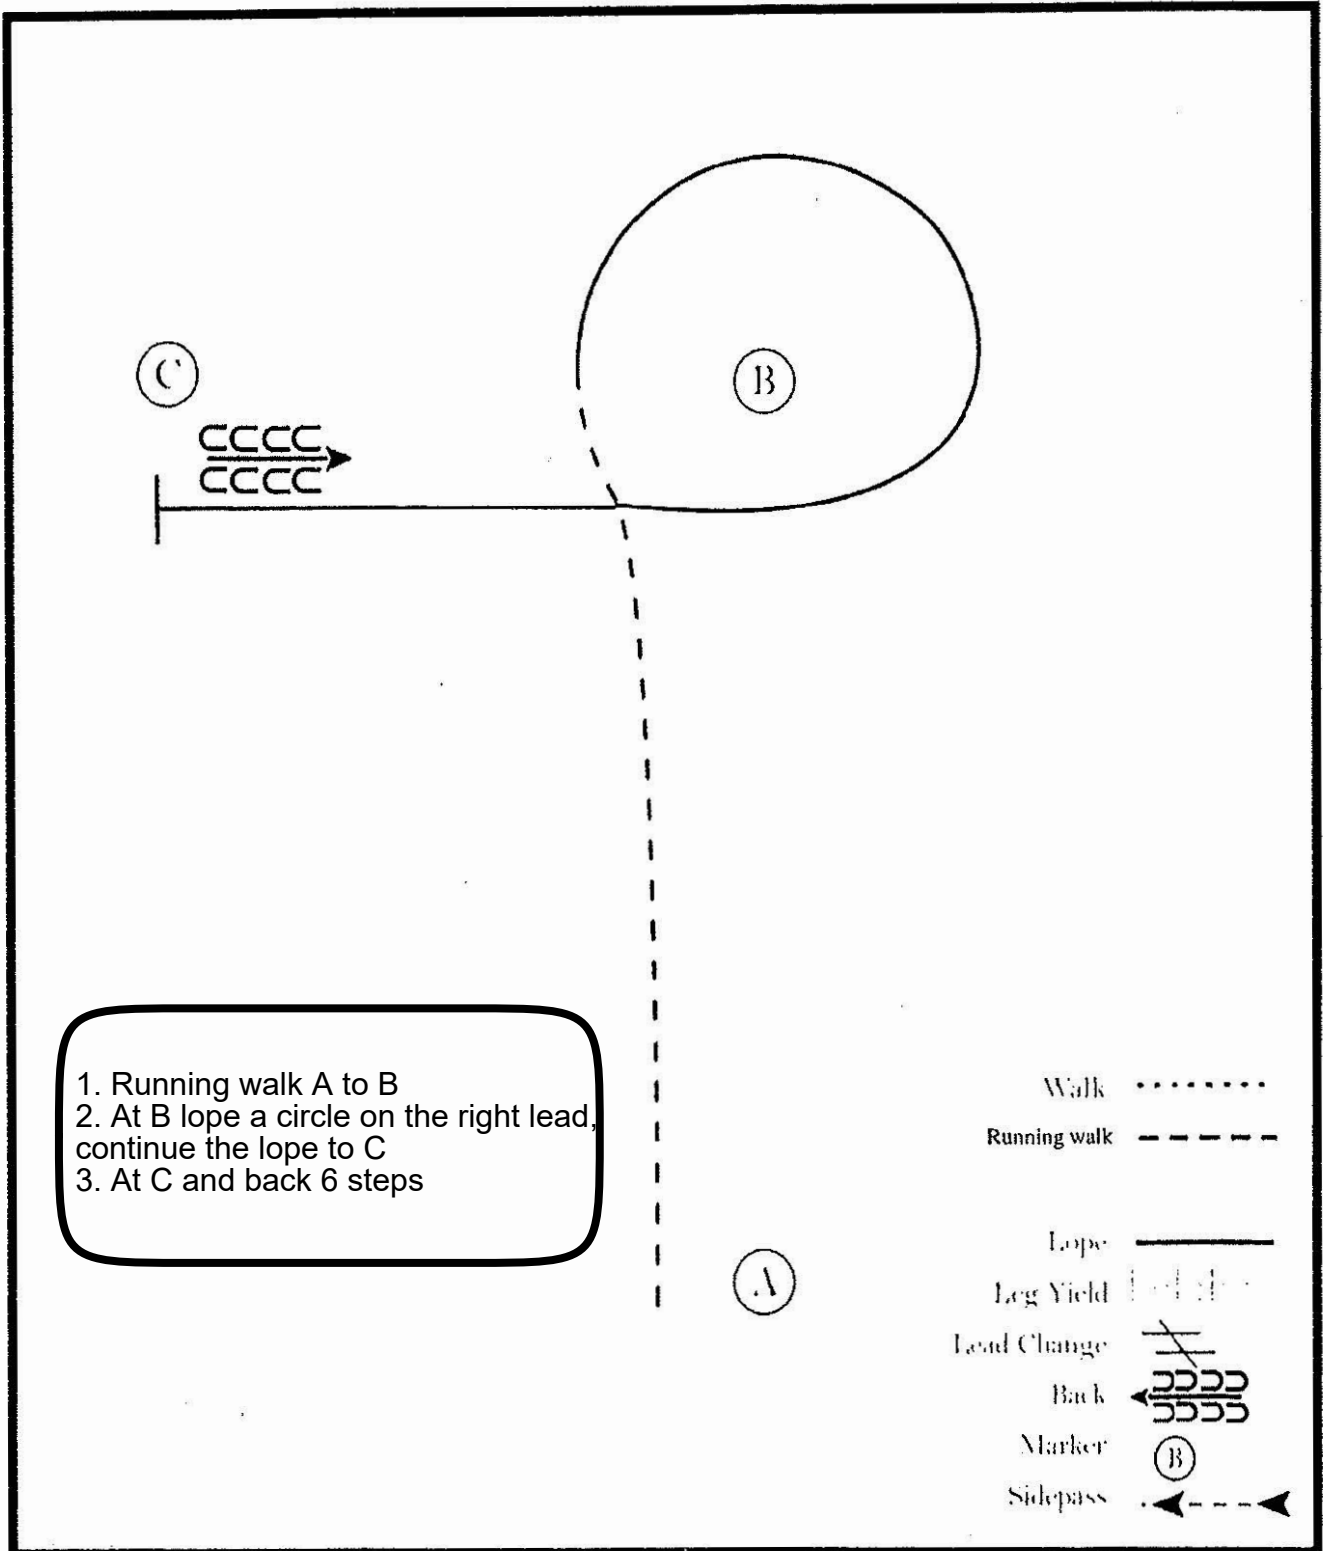 C
B
1. Running walk A to B
2. At B lope a circle on the right lead,
continue the lope to C
3. At C and back 6 steps
A
Walk
Running walk
Lope
Leg Yield
Lead Change
Back
Marker B
Sidepass